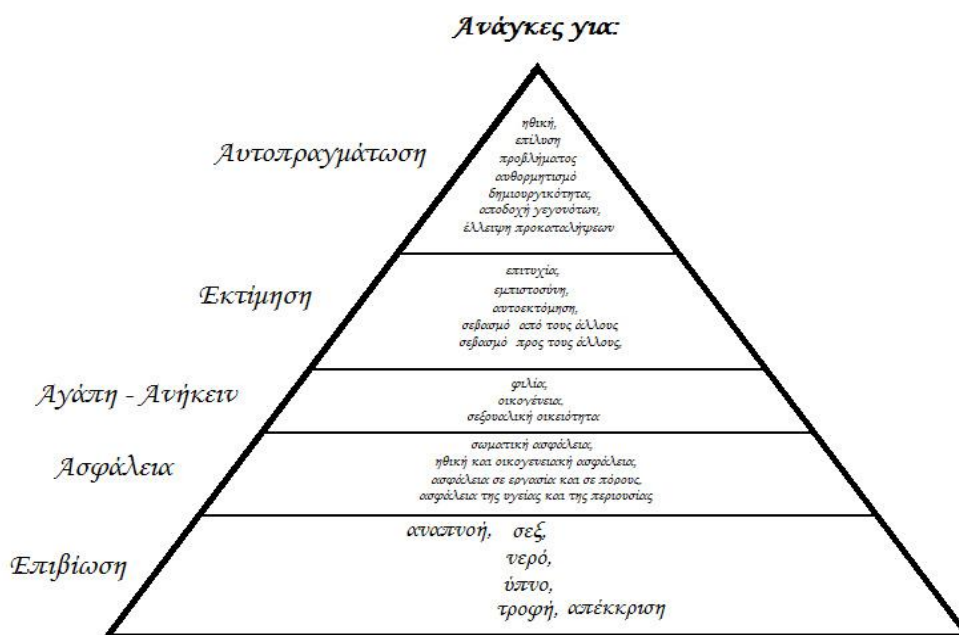 Ανάγκες για:
Αυτοπραγμάτωση
ηθική,
επίλυση
προβλήματος
αυθορμητισμό
δημιουργικότητα,
αποδοχή γεγονότων,
έλλειψη προκαταλήψεων
Εκτίμηση
επιτυχία,
εμπιστοσύνη,
αυτοεκτόμηση,
σεβασμό από τους άλλους
σεβασμό προς τους άλλους,
Αγάπη - Ανήκειν
φιλία,
οικογένεια,
σεξουαλική οικειότητα
Ασφάλεια
σωματική ασφάλεια,
ηθική και οικογενειακή ασφάλεια,
ασφάλεια σε εργασία και σε πόρους,
ασφάλεια της υγείας και της περιουσίας
Επιβίωση
αναπνοή, σεξ,
νερό,
ύπνο,
τροφή, απέκκριση